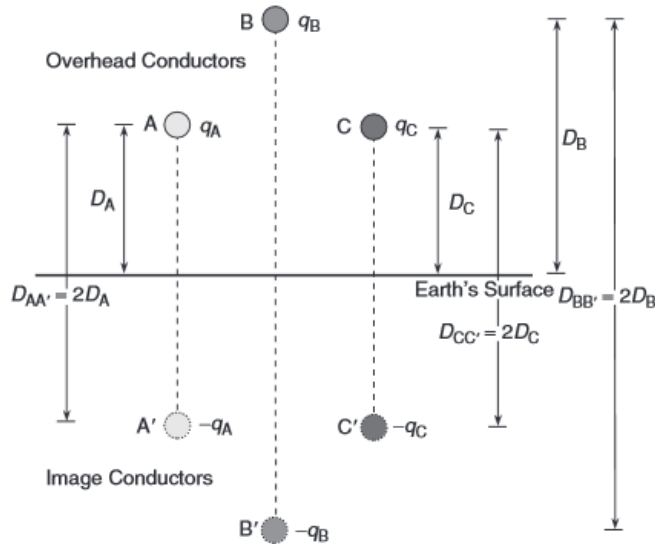 B q_B
Overhead Conductors
A q_A
C q_C
D_B
D_A
D_C
Earth's Surface
D_AA′ = 2D_A
D_BB′ = 2D_B
D_CC′ = 2D_C
A′ –q_A
C′ –q_C
Image Conductors
B′ –q_B